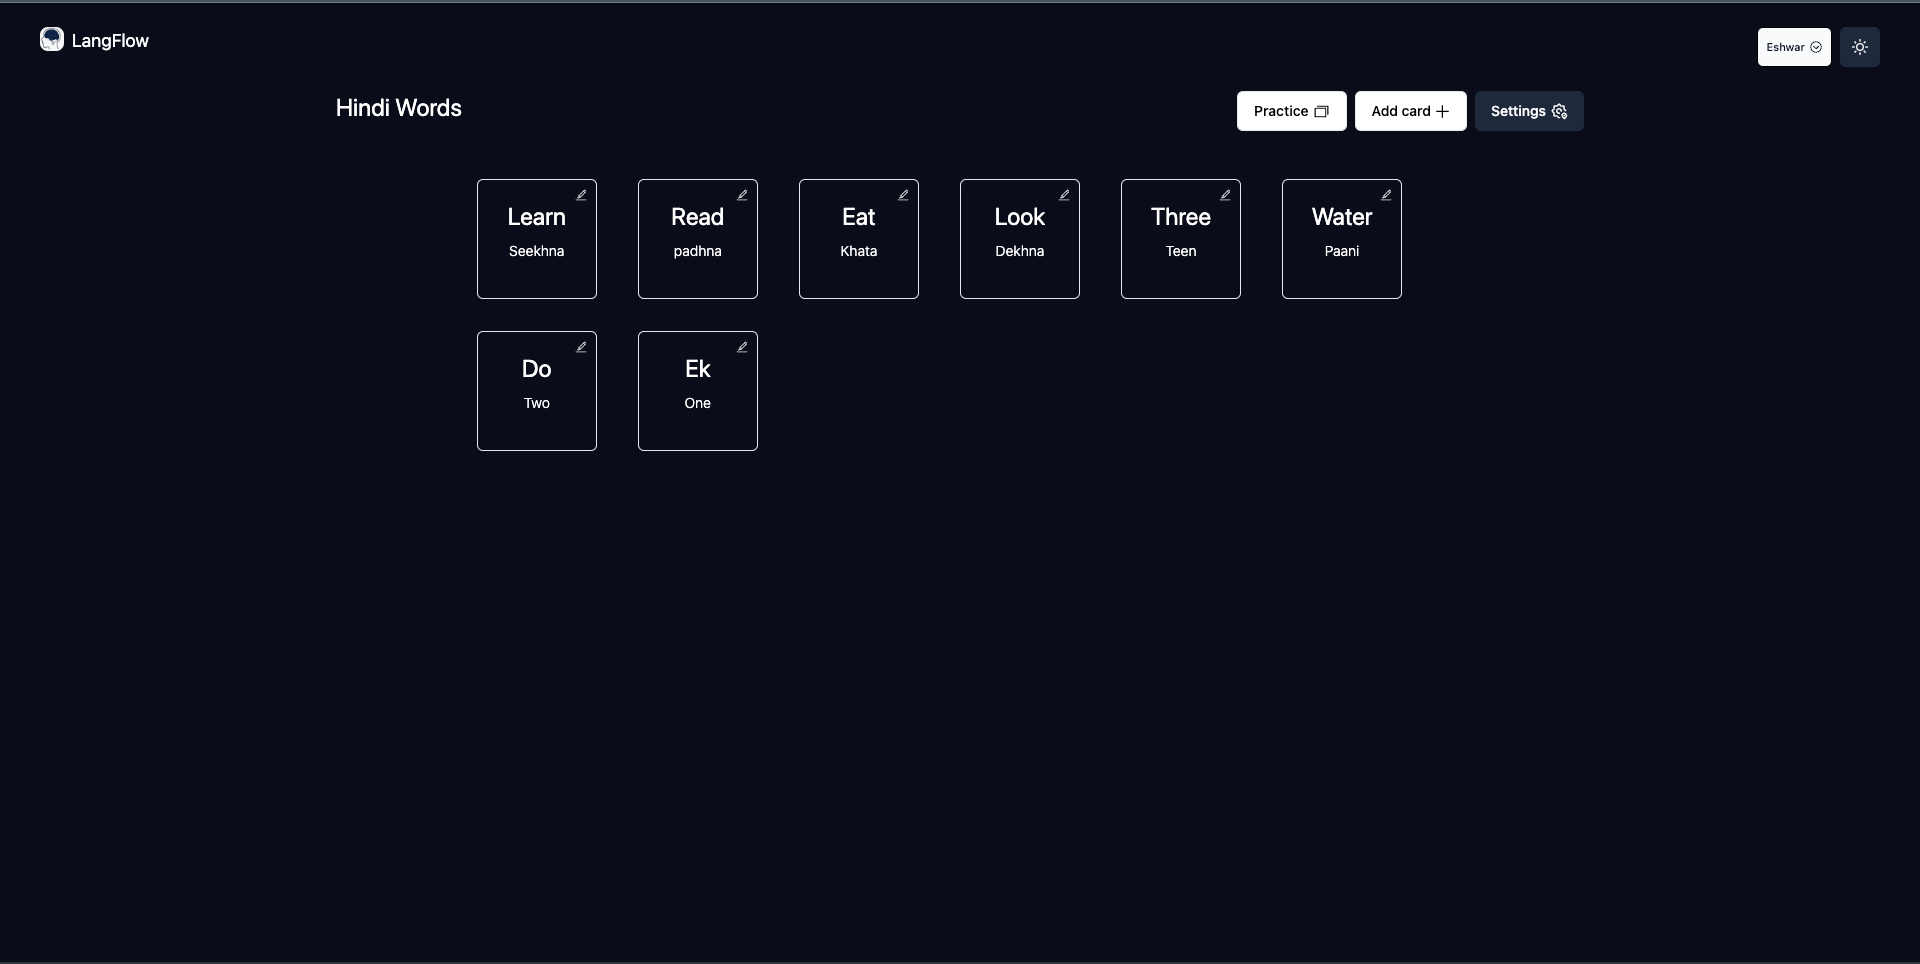 LangFlow
Eshwar
Hindi Words
Practice
Add card
Settings
Learn
Seekhna
Read
padhna
Eat
Khata
Look
Dekhna
Three
Teen
Water
Paani
Do
Two
Ek
One